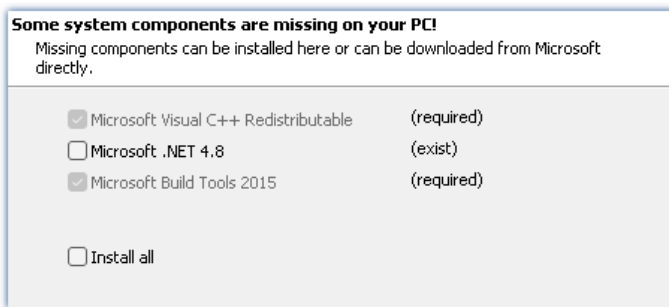 Some system components are missing on your PC!
Missing components can be installed here or can be downloaded from Microsoft
directly.
Microsoft Visual C++ Redistributable (required)
Microsoft .NET 4.8 (exist)
Microsoft Build Tools 2015 (required)
Install all